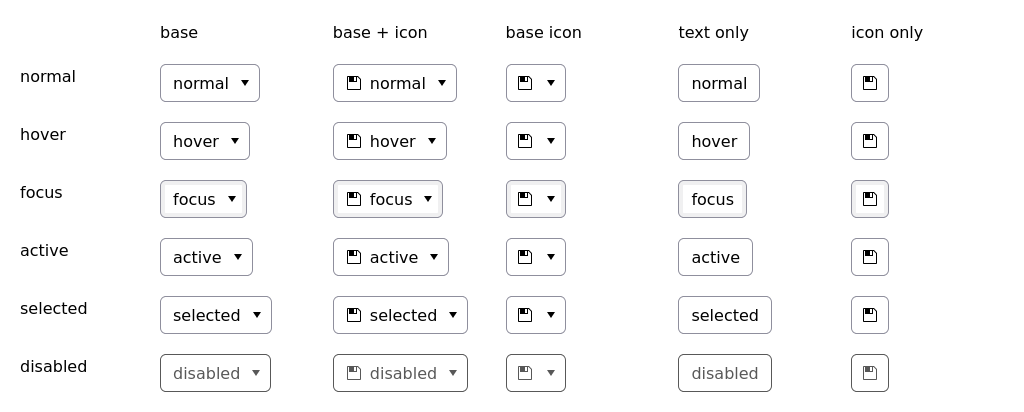 base base + icon base icon text only icon only
normal normal normal normal
hover hover hover hover
focus focus focus focus
active active active active
selected selected selected selected
disabled disabled disabled disabled